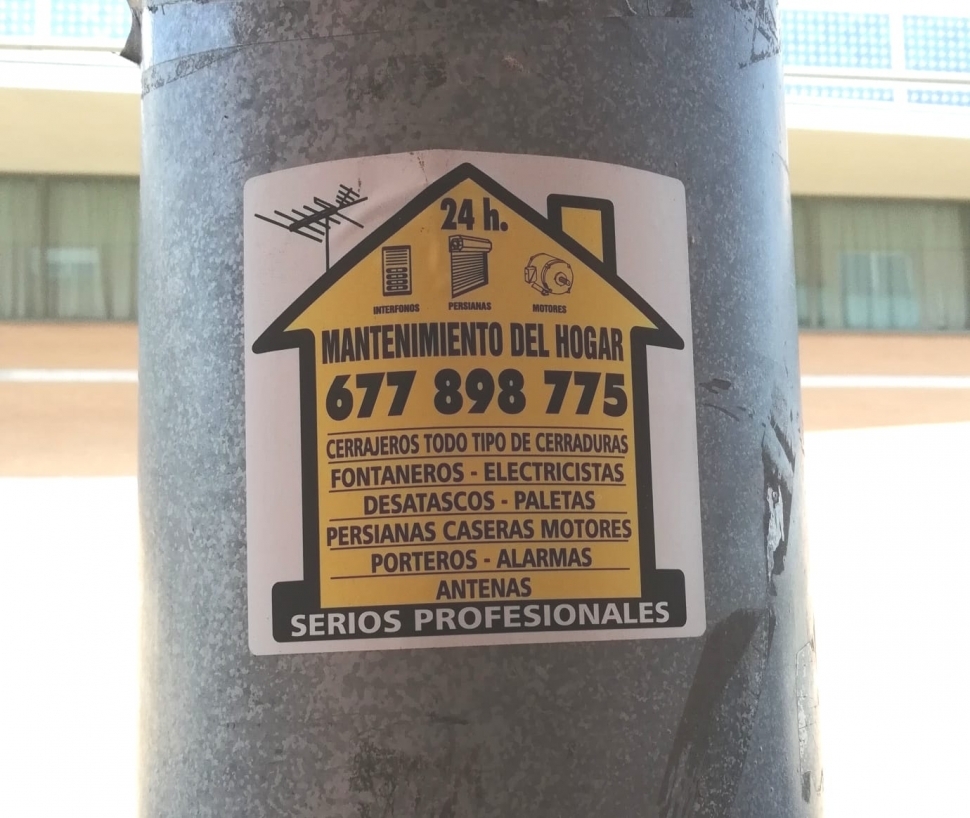 24 h.
INTERFONOS PERSIANAS MOTORES
MANTENIMIENTO DEL HOGAR
677 898 775
CERRAJEROS TODO TIPO DE CERRADURAS
FONTANEROS - ELECTRICISTAS
DESATASCOS - PALETAS
PERSIANAS CASERAS MOTORES
PORTEROS - ALARMAS
ANTENAS
SERIOS PROFESIONALES